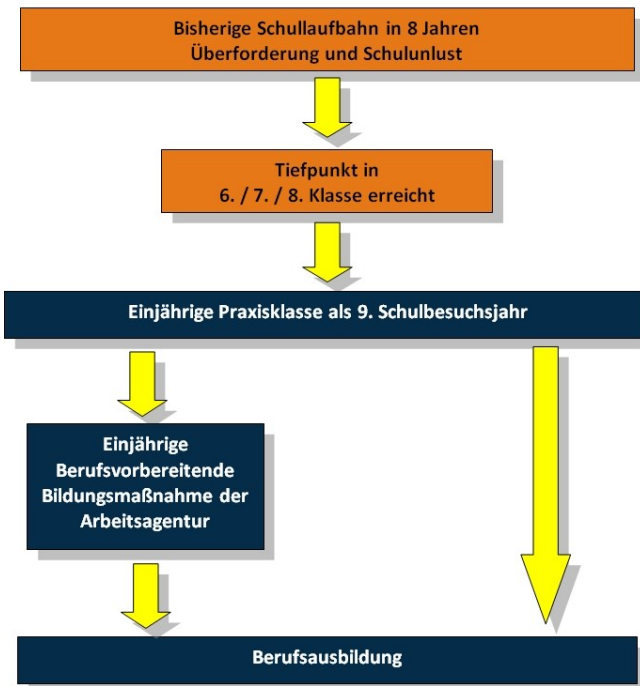 Bisherige Schullaufbahn in 8 Jahren
Überforderung und Schulunlust
Tiefpunkt in
6. / 7. / 8. Klasse erreicht
Einjährige Praxisklasse als 9. Schulbesuchsjahr
Einjährige
Berufsvorbereitende
Bildungsmaßnahme der
Arbeitsagentur
Berufsausbildung